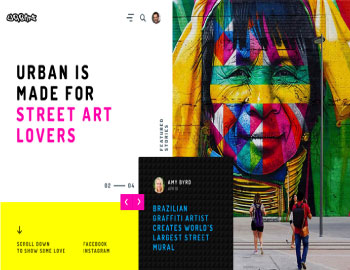 URBAN IS
MADE FOR
STREET ART
LOVERS
FEATURED
STORIES
02 04
AMY BYRD
BRAZILIAN
GRAFFITI ARTIST
CREATES WORLD'S
LARGEST STREET
MURAL
SCROLL DOWN
TO SHOW SOME LOVE
FACEBOOK
INSTAGRAM